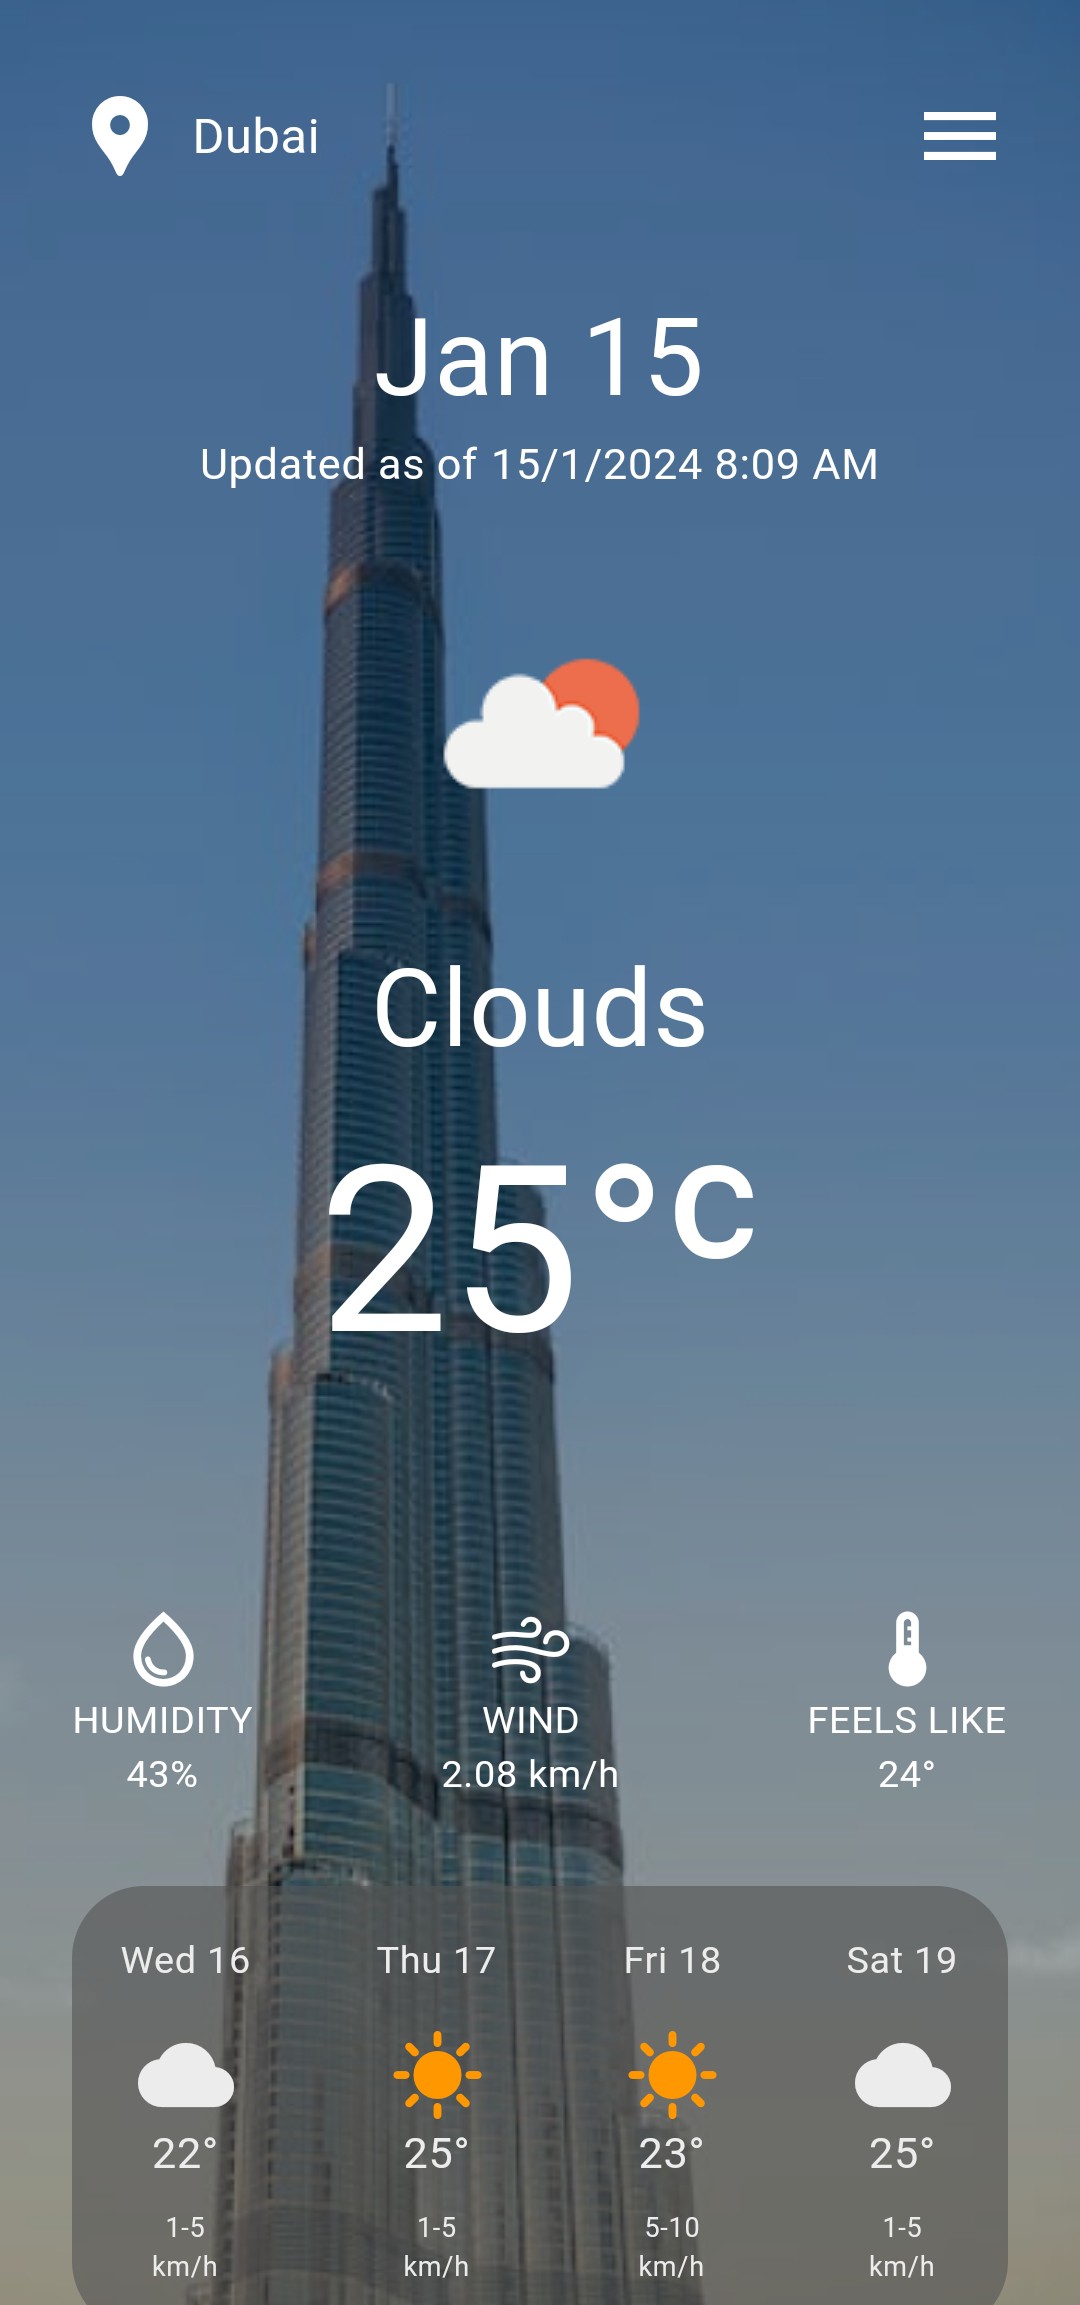 Dubai
Jan 15
Updated as of 15/1/2024 8:09 AM
Clouds
25°c
HUMIDITY WIND FEELS LIKE
43% 2.08 km/h 24°
Wed 16 Thu 17 Fri 18 Sat 19
22° 25° 23° 25°
1-5 1-5 5-10 1-5
km/h km/h km/h km/h